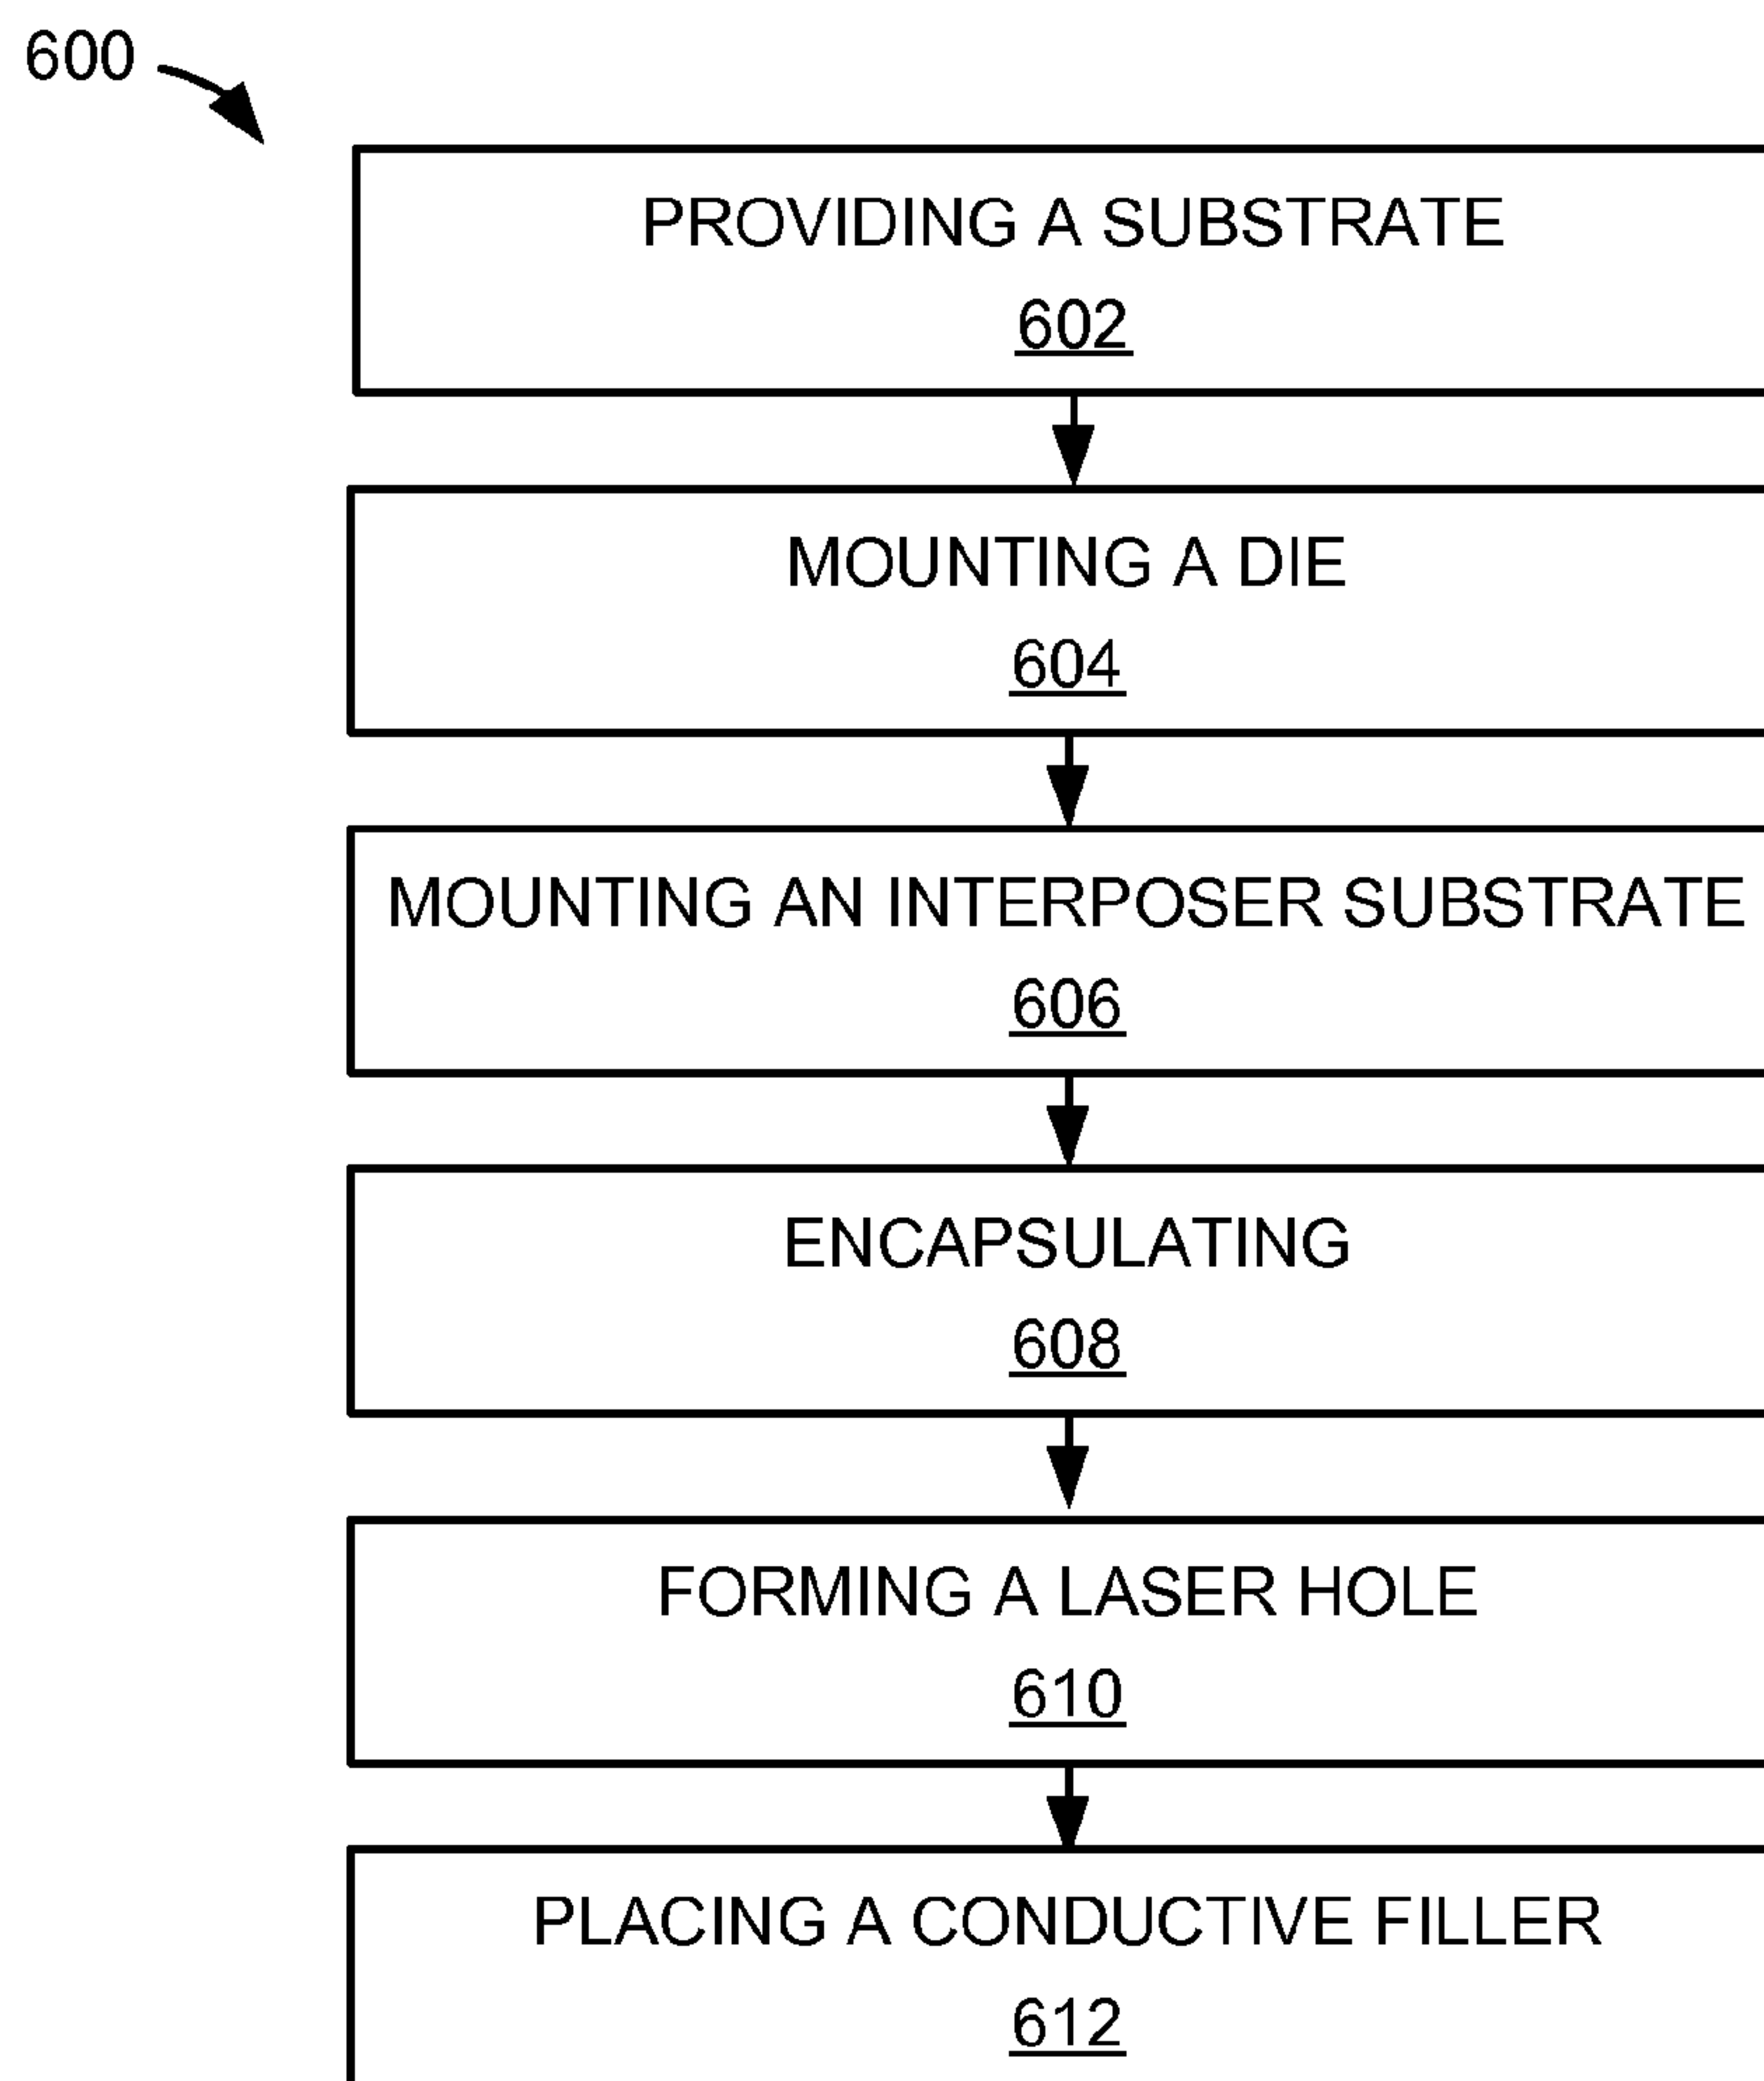 600
PROVIDING A SUBSTRATE
602
MOUNTING A DIE
604
MOUNTING AN INTERPOSER SUBSTRATE
606
ENCAPSULATING
608
FORMING A LASER HOLE
610
PLACING A CONDUCTIVE FILLER
612